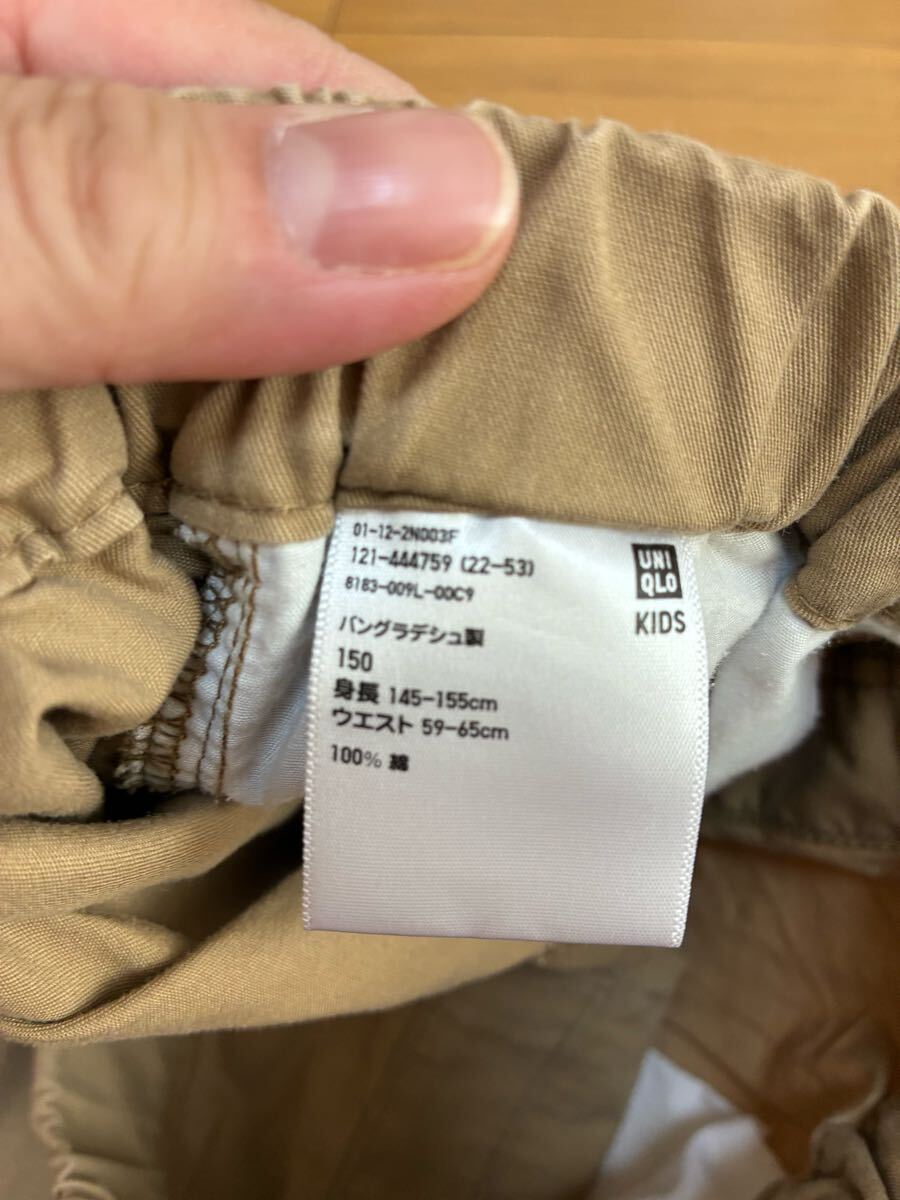 01-12-2N003F
121-444759 (22-53)
8183-009L-00C9
UNI
QLO
KIDS
バングラデシュ製
150
身長 145-155cm
ウエスト 59-65cm
100% 綿